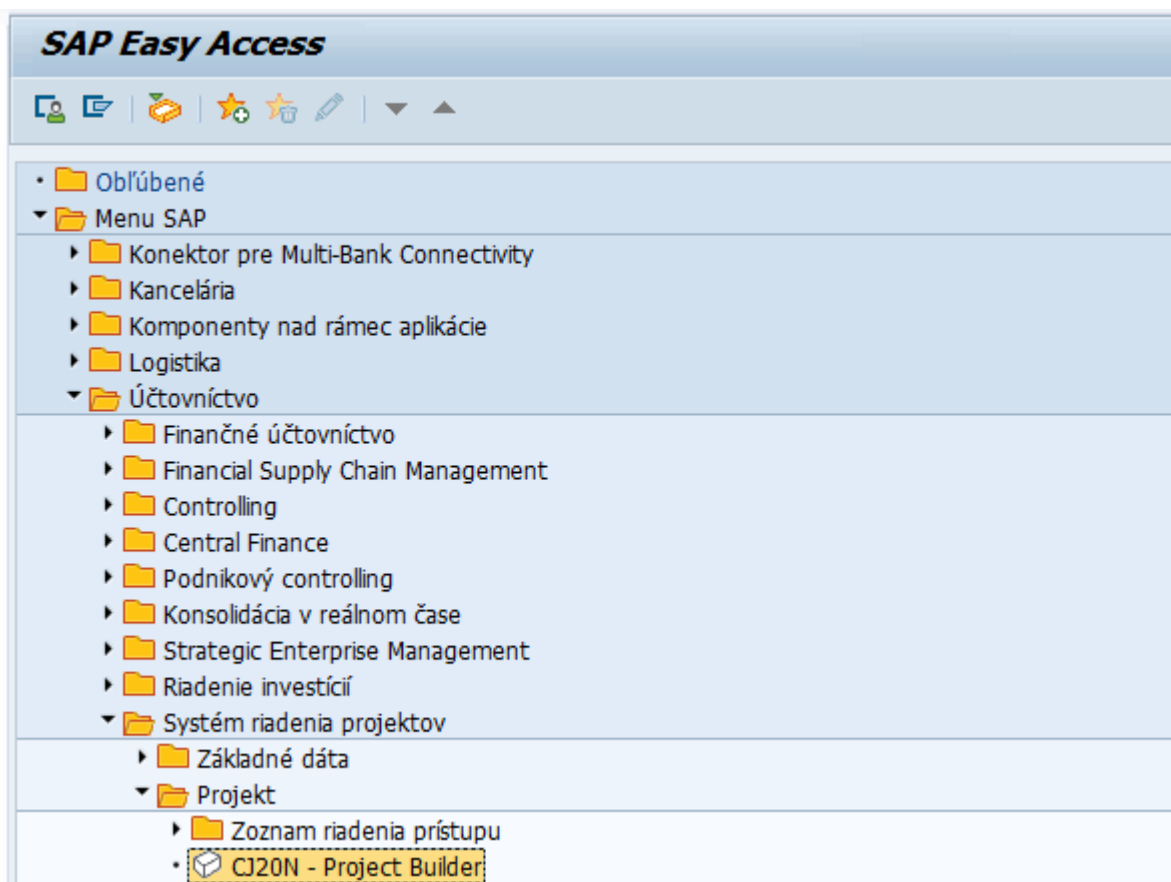 SAP Easy Access
Obľúbené
Menu SAP
Konektor pre Multi-Bank Connectivity
Kancelária
Komponenty nad rámec aplikácie
Logistika
Účtovníctvo
Finančné účtovníctvo
Financial Supply Chain Management
Controlling
Central Finance
Podnikový controlling
Konsolidácia v reálnom čase
Strategic Enterprise Management
Riadenie investícií
Systém riadenia projektov
Základné dáta
Projekt
Zoznam riadenia prístupu
CJ20N - Project Builder